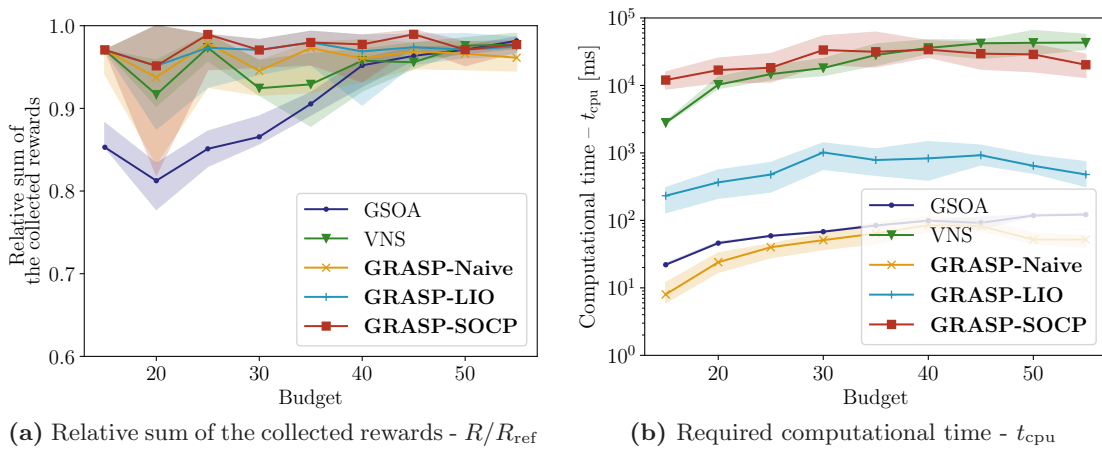 1.0
0.9
0.8
0.7
0.6
Relative sum of
the collected rewards
20
30
40
50
Budget
GSOA
VNS
GRASP-Naive
GRASP-LIO
GRASP-SOCP
(a) Relative sum of the collected rewards - R/R_ref
10^5
10^4
10^3
10^2
10^1
10^0
Computational time – t_cpu [ms]
20
30
40
50
Budget
GSOA
VNS
GRASP-Naive
GRASP-LIO
GRASP-SOCP
(b) Required computational time - t_cpu